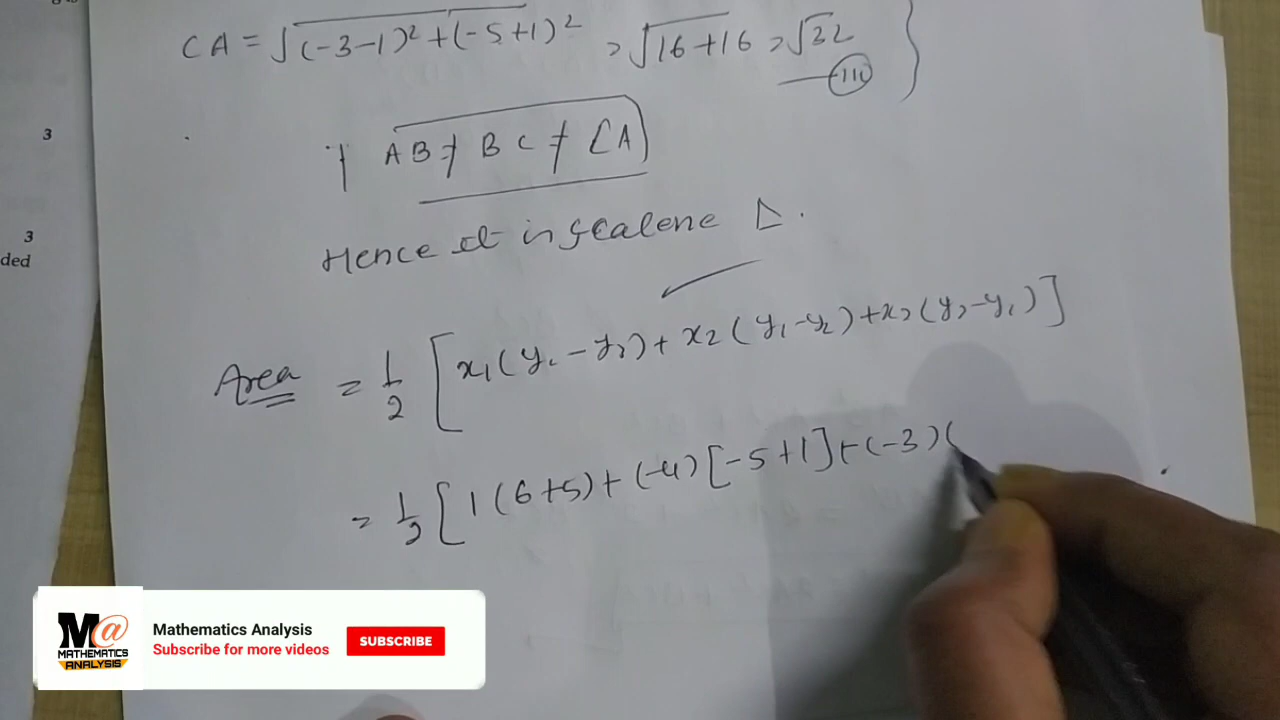 CA = √(-3-1)² + (-5+1)² > √16+16 > √32
(III)
3
AB ≠ BC ≠ CA
3
ded
Hence it is scalene Δ.
Area = 1/2 [x₁(y₂-y₃) + x₂(y₁-y₂) + x₃(y₂-y₁)]
= 1/2 [1(6+5) + (-4)[-5+1] + (-3)(
M@
MATHEMATICS
ANALYSIS
Mathematics Analysis
Subscribe for more videos
SUBSCRIBE